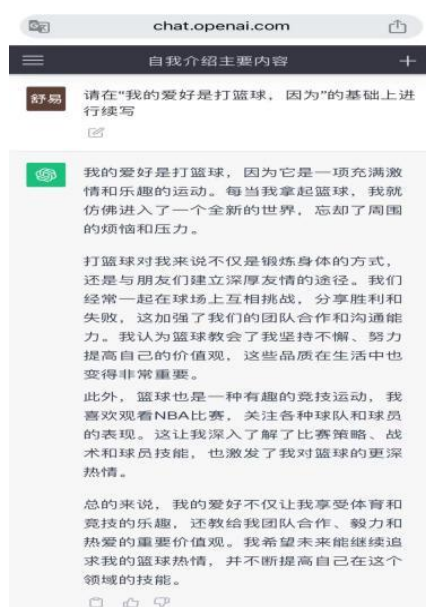 chat.openai.com
自我介绍主要内容
舒易
请在“我的爱好是打篮球，因为”的基础上进
行续写
我的爱好是打篮球，因为它是一项充满激
情和乐趣的运动。每当我拿起篮球，我就
仿佛进入了一个全新的世界，忘却了周围
的烦恼和压力。
打篮球对我来说不仅是锻炼身体的方式，
还是与朋友们建立深厚友情的途径。我们
经常一起在球场上互相挑战，分享胜利和
失败，这加强了我们的团队合作和沟通能
力。我认为篮球教会了我坚持不懈、努力
提高自己的价值观，这些品质在生活中也
变得非常重要。
此外，篮球也是一种有趣的竞技运动，我
喜欢观看NBA比赛，关注各种球队和球员
的表现。这让我深入了解了比赛策略、战
术和球员技能，也激发了我对篮球的更深
热情。
总的来说，我的爱好不仅让我享受体育和
竞技的乐趣，还教给我团队合作、毅力和
热爱的重要价值观。我希望未来能继续追
求我的篮球热情，并不断提高自己在这个
领域的技能。